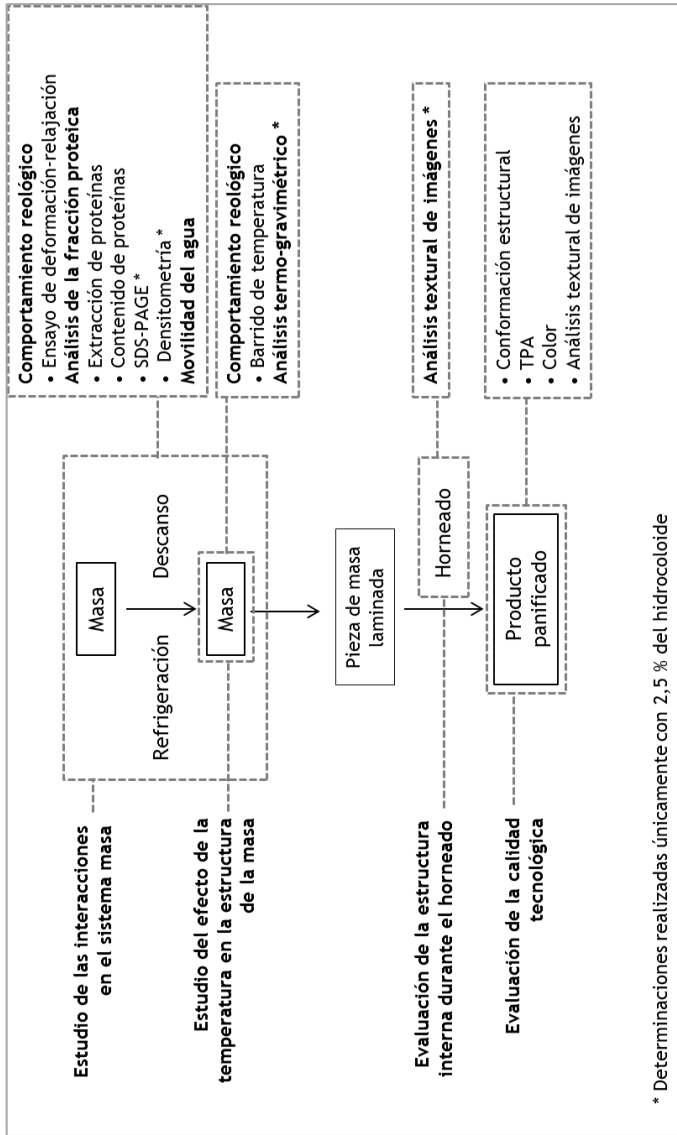 Estudio de las interacciones
en el sistema masa
Masa
Refrigeración
Descanso
Comportamiento reológico
• Ensayo de deformación-relajación
Análisis de la fracción proteica
• Extracción de proteínas
• Contenido de proteínas
• SDS-PAGE *
• Densitometría *
Movilidad del agua
Estudio del efecto de la
temperatura en la estructura
de la masa
Masa
Comportamiento reológico
• Barrido de temperatura
Análisis termo-gravimétrico *
Pieza de masa
laminada
Evaluación de la estructura
interna durante el horneado
Horneado
Análisis textural de imágenes *
Evaluación de la calidad
tecnológica
Producto
panificado
• Conformación estructural
• TPA
• Color
• Análisis textural de imágenes
* Determinaciones realizadas únicamente con 2,5 % del hidrocoloide